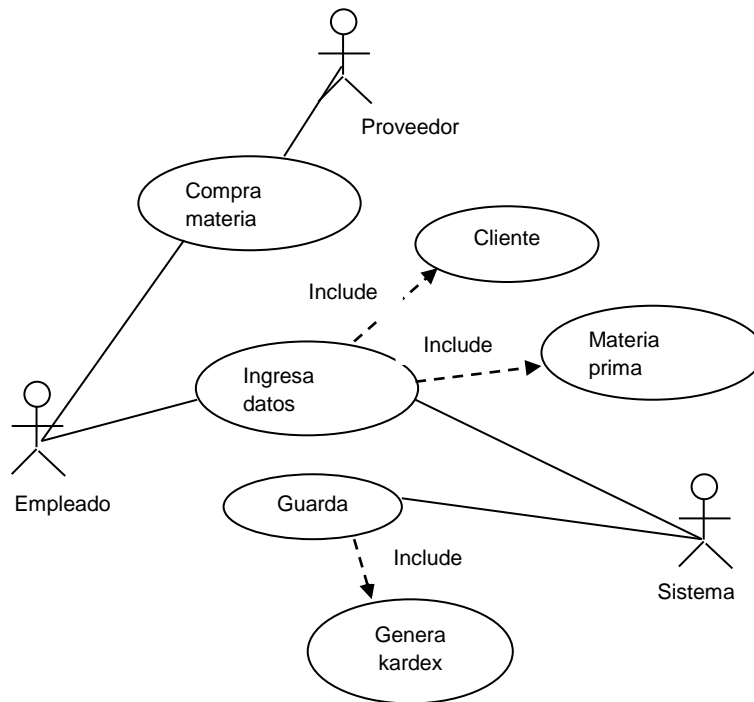 Proveedor
Compra
materia
Cliente
Include
Include
Materia
prima
Ingresa
datos
Empleado
Guarda
Include
Sistema
Genera
kardex